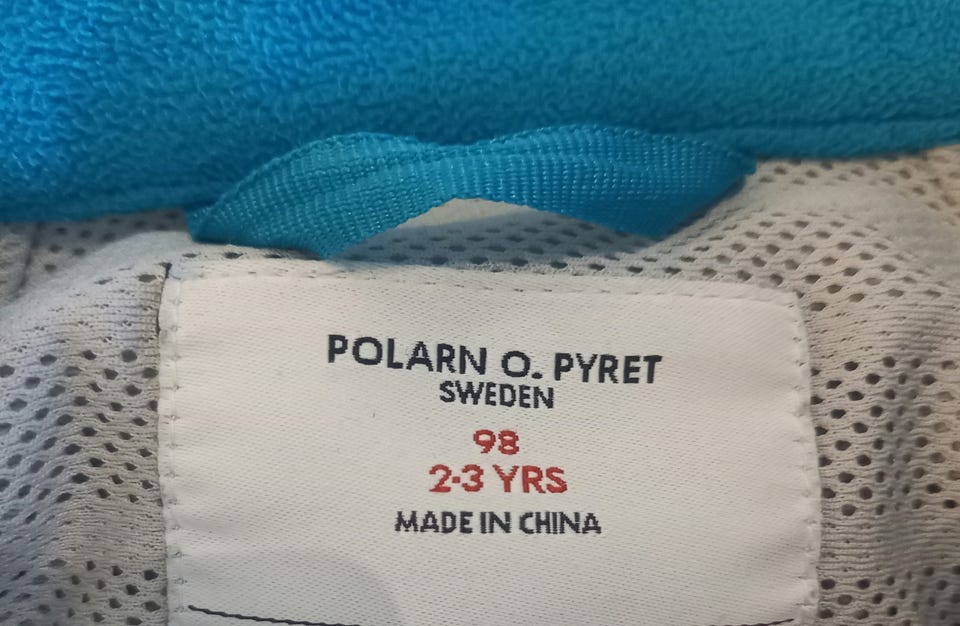 POLARN O. PYRET
SWEDEN
98
2-3 YRS
MADE IN CHINA